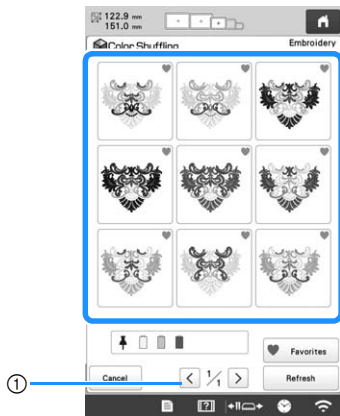 122.9 mm
151.0 mm
Color Shuffling
Embroidery
Favorites
Cancel
< 1/1 >
Refresh
①
[?]